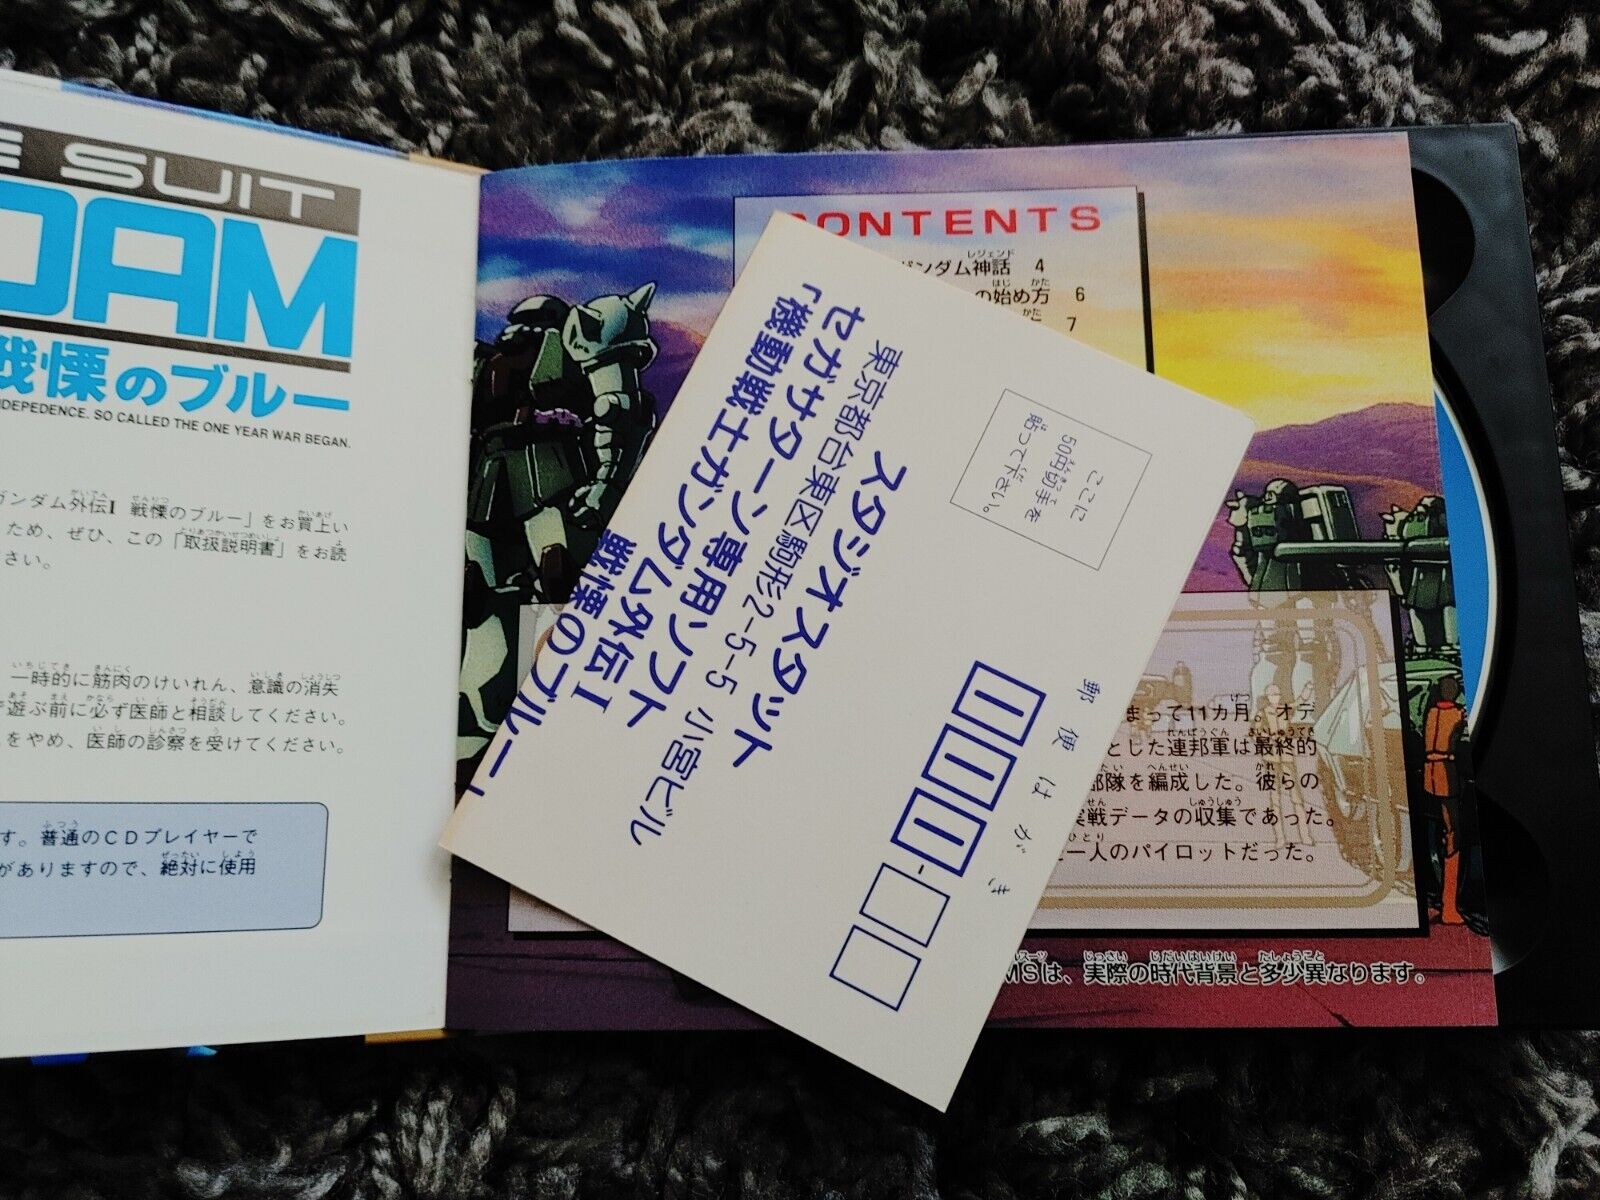 E SUIT
DAM
戦慄のブルー
NDEPEDENCE. SO CALLED THE ONE YEAR WAR BEGAN.
ガンダム外伝I 戦慄のブルー」をお買上い
ため、ぜひ、この「取扱説明書」をお読
さい。
一時的に筋肉のけいれん、意識の消失
で遊ぶ前に必ず医師と相談してください。
をやめ、医師の診察を受けてください。
す。普通のCDプレイヤーで
がありますので、絶対に使用
CONTENTS
ガンダム神話 4
の始め方 6
7
ここに
50円切手を
貼って下さい。
郵便はがき
東京都台東区駒形2-5-5 小宮ビル
スタジオスタット
セガサターン専用ソフト
「機動戦士ガンダム外伝I
戦慄のブルー」
まって11カ月。オデ
とした連邦軍は最終的
部隊を編成した。彼らの
実戦データの収集であった。
一人のパイロットだった。
MSは、実際の時代背景と多少異なります。